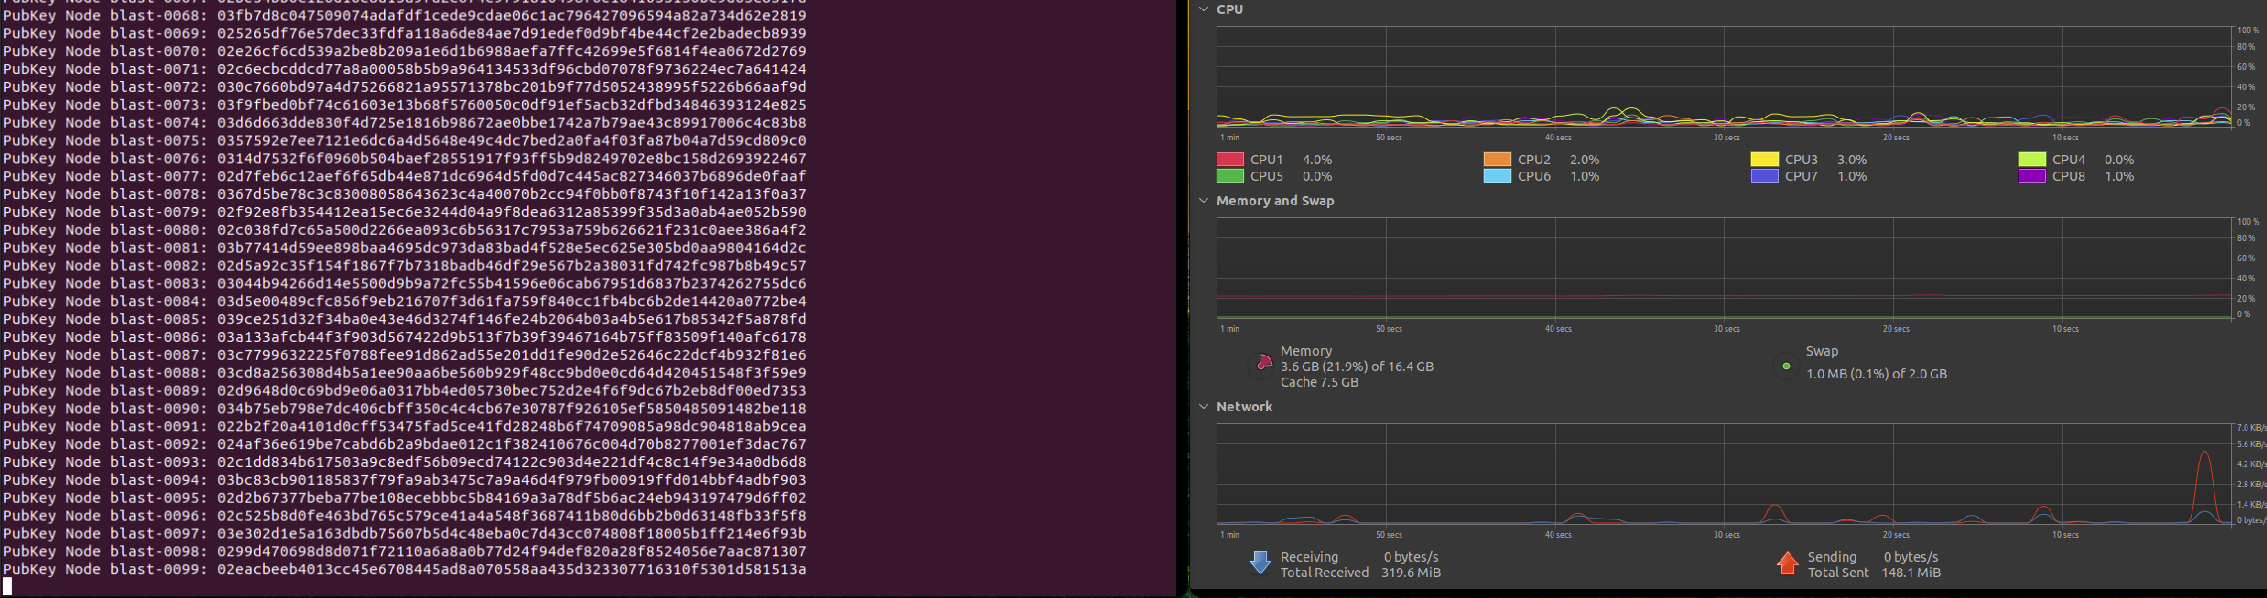 PubKey Node blast-0068: 03fb7d8c047509074adafdf1cede9cdae06c1ac796427096594a82a734d62e2819
PubKey Node blast-0069: 025265df76e57dec33fdfa118a6de84ae7d91edef0d9bf4be44cf2e2badecb8939
PubKey Node blast-0070: 02e26cf6cd539a2be8b209a1e6d1b6988aefa7ffc42699e5f6814f4ea0672d2769
PubKey Node blast-0071: 02c6ecbcddcd77a8a00058b5b9a964134533df96cbd07078f9736224ec7a641424
PubKey Node blast-0072: 030c7660bd97a4d75266821a95571378bc201b9f77d5052438995f5226b66aaf9d
PubKey Node blast-0073: 03f9fbed0bf74c61603e13b68f5760050c0df91ef5acb32dfbd34846393124e825
PubKey Node blast-0074: 03d6d663dde830f4d725e1816b98672ae0bbe1742a7b79ae43c89917006c4c83b8
PubKey Node blast-0075: 0357592e7ee7121e6dc6a4d5648e49c4dc7bed2a0fa4f03fa87b04a7d59cd809c0
PubKey Node blast-0076: 0314d7532f6f0960b504baef28551917f93ff5b9d8249702e8bc158d2693922467
PubKey Node blast-0077: 02d7feb6c12aef6f65db44e871dc6964d5fd0d7c445ac827346037b6896de0faaf
PubKey Node blast-0078: 0367d5be78c3c83008058643623c4a40070b2cc94f0bb0f8743f10f142a13f0a37
PubKey Node blast-0079: 02f92e8fb354412ea15ec6e3244d04a9f8dea6312a85399f35d3a0ab4ae052b590
PubKey Node blast-0080: 02c038fd7c65a500d2266ea093c6b56317c7953a759b626621f231c0aee386a4f2
PubKey Node blast-0081: 03b77414d59ee898baa4695dc973da83bad4f528e5ec625e305bd0aa9804164d2c
PubKey Node blast-0082: 02d5a92c35f154f1867f7b7318badb46df29e567b2a38031fd742fc987b8b49c57
PubKey Node blast-0083: 03044b94266d14e5500d9b9a72fc55b41596e06cab67951d6837b2374262755dc6
PubKey Node blast-0084: 03d5e00489cfc856f9eb216707f3d61fa759f840cc1fb4bc6b2de14420a0772be4
PubKey Node blast-0085: 039ce251d32f34ba0e43e46d3274f146fe24b2064b03a4b5e617b85342f5a878fd
PubKey Node blast-0086: 03a133afcb44f3f903d567422d9b513f7b39f39467164b75ff83509f140afc6178
PubKey Node blast-0087: 03c7799632225f0788fee91d862ad55e201dd1fe90d2e52646c22dcf4b932f81e6
PubKey Node blast-0088: 03cd8a256308d4b5a1ee90aa6be560b929f48cc9bd0e0cd64d420451548f3f59e9
PubKey Node blast-0089: 02d9648d0c69bd9e06a0317bb4ed05730bec752d2e4f6f9dc67b2eb8df00ed7353
PubKey Node blast-0090: 034b75eb798e7dc406cbff350c4c4cb67e30787f926105ef5850485091482be118
PubKey Node blast-0091: 022b2f20a4101d0cff53475fad5ce41fd28248b6f74709085a98dc904818ab9cea
PubKey Node blast-0092: 024af36e619be7cabd6b2a9bdae012c1f382410676c004d70b8277001ef3dac767
PubKey Node blast-0093: 02c1dd834b617503a9c8edf56b09ecd74122c903d4e221df4c8c14f9e34a0db6d8
PubKey Node blast-0094: 03bc83cb901185837f79fa9ab3475c7a9a46d4f979fb00919ffd014bbf4adbf903
PubKey Node blast-0095: 02d2b67377beba77be108ecebbbc5b84169a3a78df5b6ac24eb943197479d6ff02
PubKey Node blast-0096: 02c525b8d0fe463bd765c579ce41a4a548f3687411b80d6bb2b0d63148fb33f5f8
PubKey Node blast-0097: 03e302d1e5a163dbdb75607b5d4c48eba0c7d43cc074808f18005b1ff214e6f93b
PubKey Node blast-0098: 0299d470698d8d071f72110a6a8a0b77d24f94def820a28f8524056e7aac871307
PubKey Node blast-0099: 02eacbeeb4013cc45e6708445ad8a070558aa435d323307716310f5301d581513a
CPU
100 %
80 %
60 %
40 %
20 %
0 %
1 min 50 secs 40 secs 30 secs 20 secs 10 secs
CPU1 4.0% CPU2 2.0% CPU3 3.0% CPU4 0.0%
CPU5 0.0% CPU6 1.0% CPU7 1.0% CPU8 1.0%
Memory and Swap
100 %
80 %
60 %
40 %
20 %
0 %
1 min 50 secs 40 secs 30 secs 20 secs 10 secs
Memory
3.6 GB (21.9%) of 16.4 GB
Cache 7.5 GB
Swap
1.0 MB (0.1%) of 2.0 GB
Network
7.0 KiB/s
5.6 KiB/s
4.2 KiB/s
2.8 KiB/s
1.4 KiB/s
0 bytes/s
1 min 50 secs 40 secs 30 secs 20 secs 10 secs
Receiving 0 bytes/s
Total Received 319.6 MiB
Sending 0 bytes/s
Total Sent 148.1 MiB